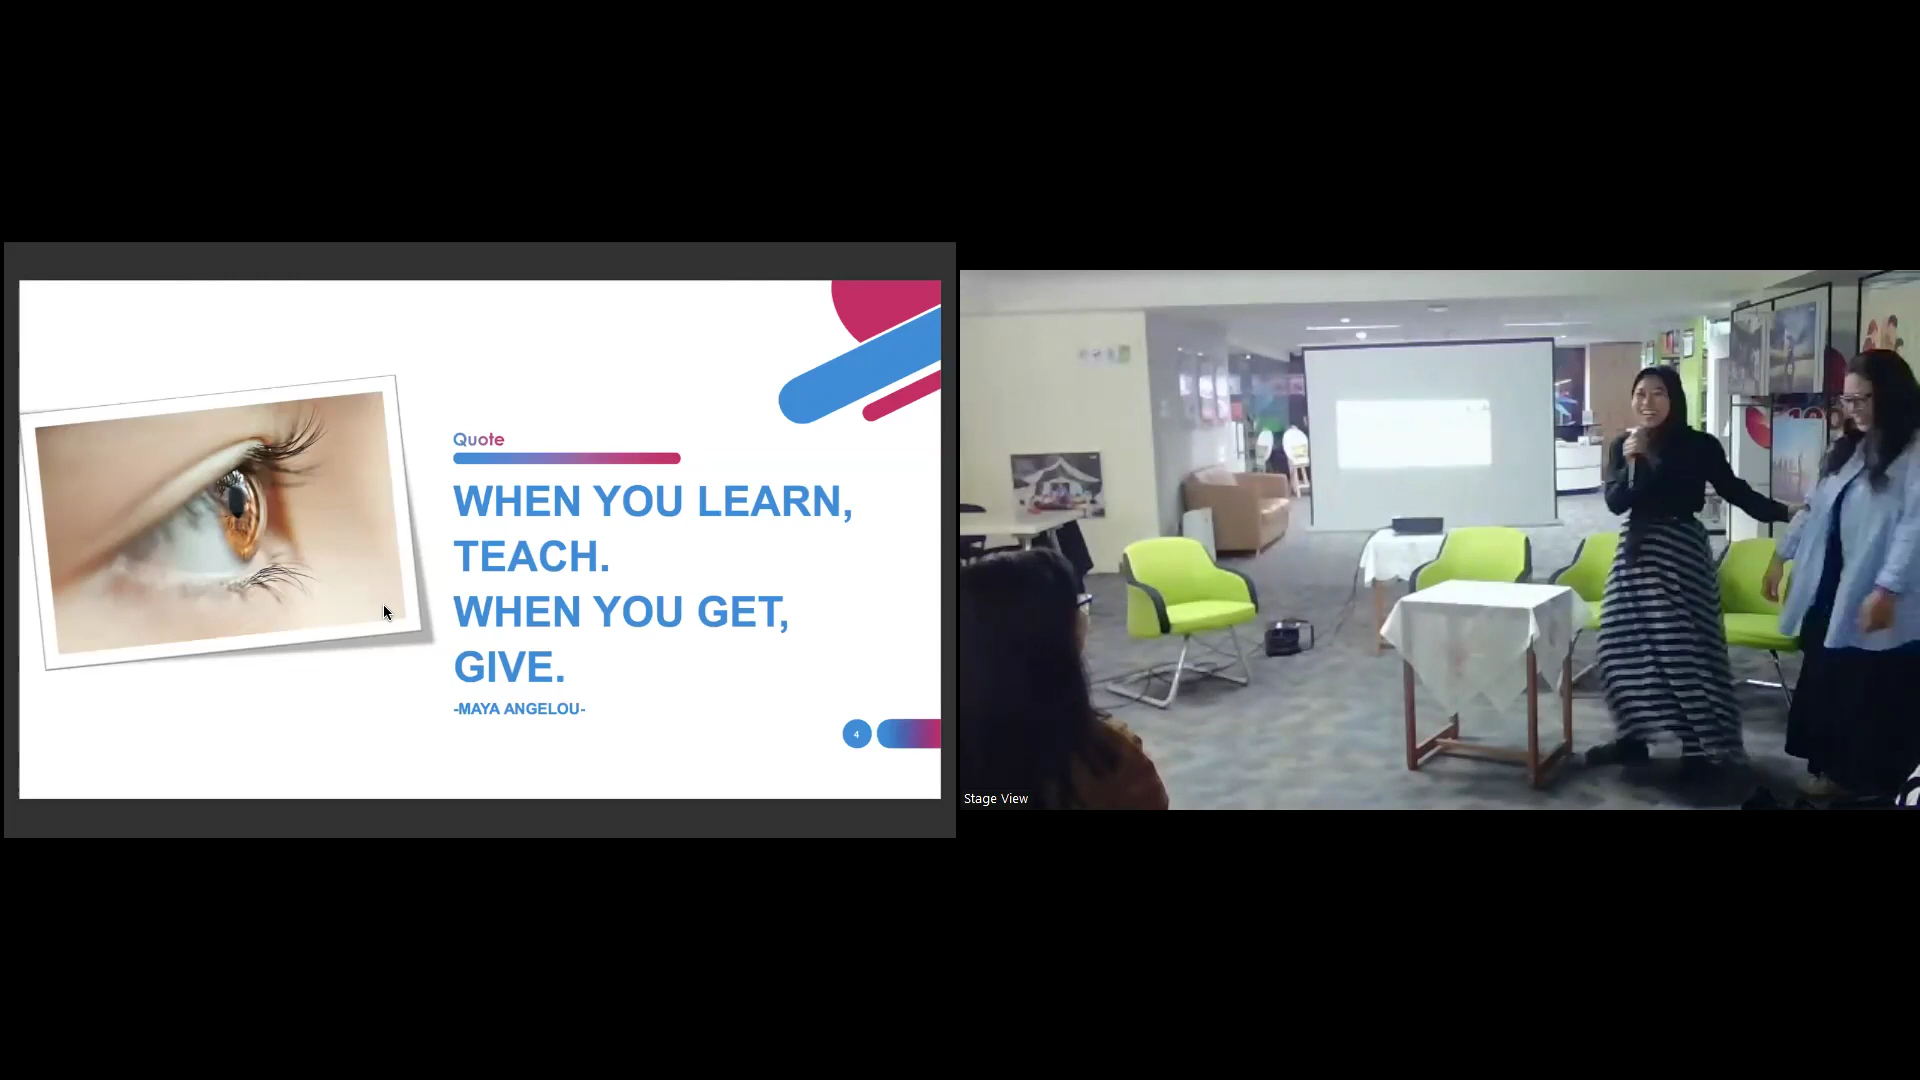 Quote
WHEN YOU LEARN,
TEACH.
WHEN YOU GET,
GIVE.
-MAYA ANGELOU-
4
Stage View